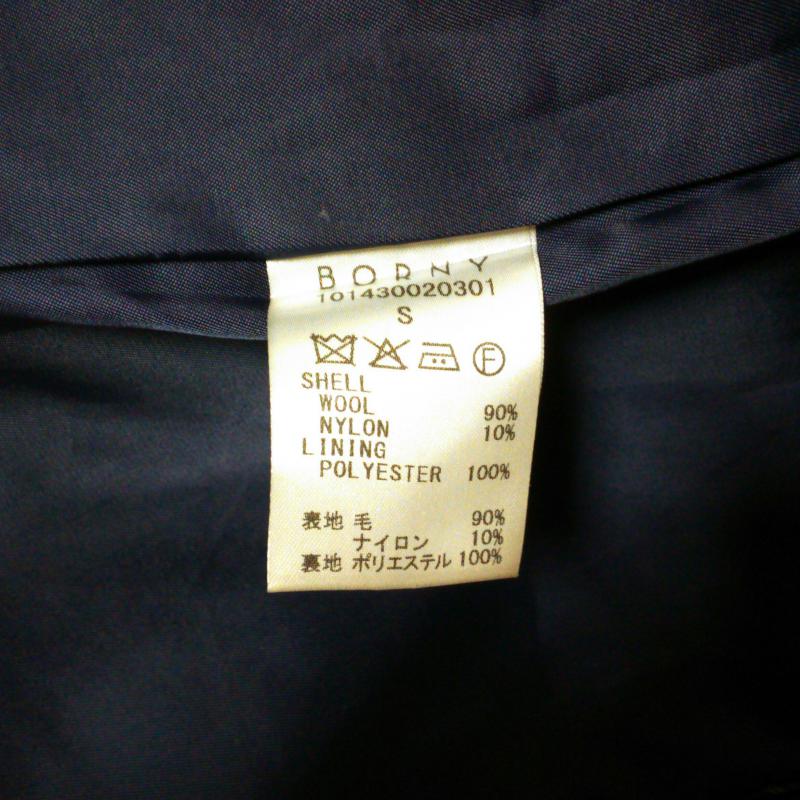 BORNY
101430020301
S
F
SHELL
WOOL 90%
NYLON 10%
LINING
POLYESTER 100%
表地 毛 90%
ナイロン 10%
裏地 ポリエステル 100%